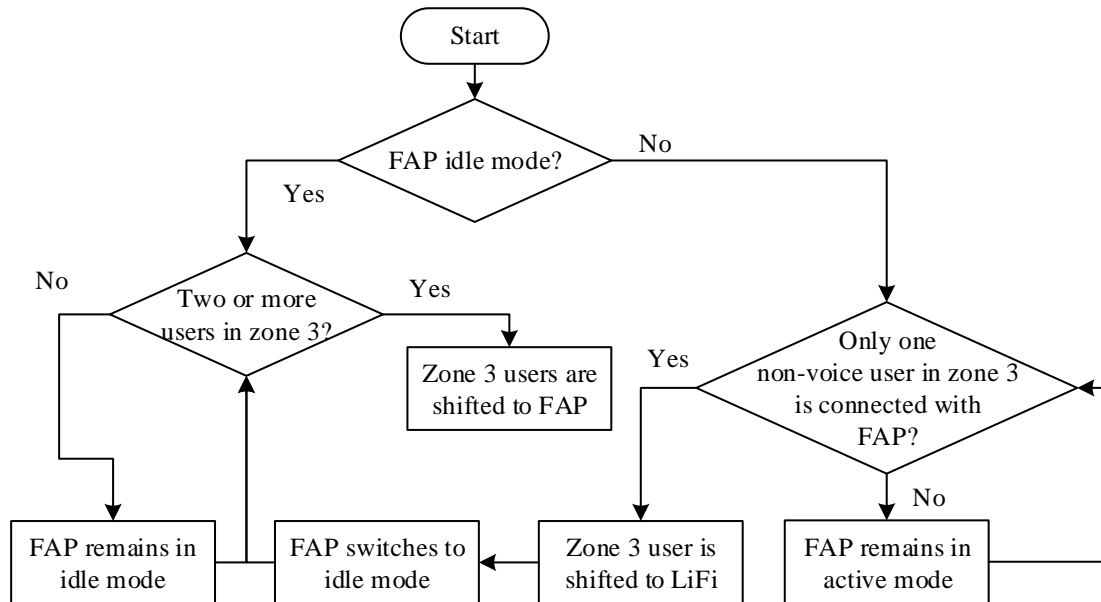 Start
FAP idle mode?
No
Yes
No
Two or more
users in zone 3?
Yes
Zone 3 users are
shifted to FAP
Yes
Only one
non-voice user in zone 3
is connected with
FAP?
No
FAP remains in
idle mode
FAP switches to
idle mode
Zone 3 user is
shifted to LiFi
FAP remains in
active mode